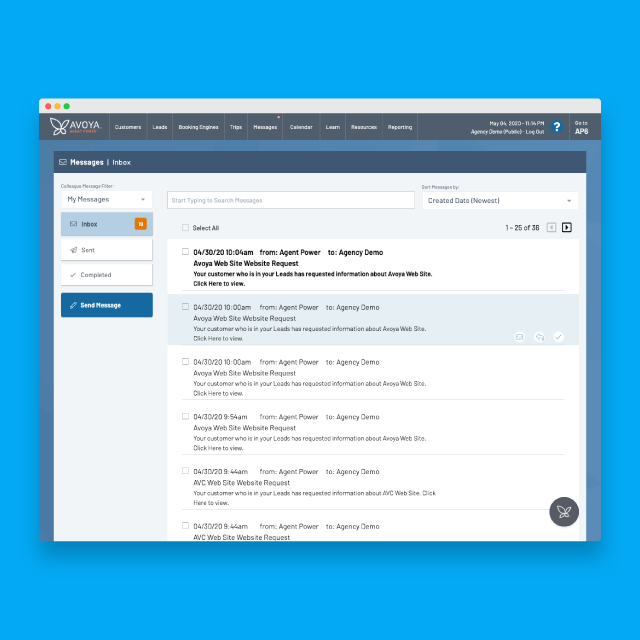 AVOYA
AGENT POWER
Customers
Leads
Booking Engines
Trips
Messages
Calendar
Learn
Resources
Reporting
May 04, 2020 - 11:14 PM
Agency Demo (Public) - Log Out
?
Go to
AP6
Messages | Inbox
Colleague Message Filter:
My Messages
Inbox
Sent
Completed
Send Message
Start Typing to Search Messages
Sort Messages by:
Created Date (Newest)
Select All
1 - 25 of 36
04/30/20 10:04am from: Agent Power to: Agency Demo
Avoya Web Site Website Request
Your customer who is in your Leads has requested information about Avoya Web Site.
Click Here to view.
04/30/20 10:00am from: Agent Power to: Agency Demo
Avoya Web Site Website Request
Your customer who is in your Leads has requested information about Avoya Web Site.
Click Here to view.
04/30/20 10:00am from: Agent Power to: Agency Demo
Avoya Web Site Website Request
Your customer who is in your Leads has requested information about Avoya Web Site.
Click Here to view.
04/30/20 9:54am from: Agent Power to: Agency Demo
Avoya Web Site Website Request
Your customer who is in your Leads has requested information about Avoya Web Site.
Click Here to view.
04/30/20 9:44am from: Agent Power to: Agency Demo
AVC Web Site Website Request
Your customer who is in your Leads has requested information about AVC Web Site. Click
Here to view.
04/30/20 9:44am from: Agent Power to: Agency Demo
AVC Web Site Website Request